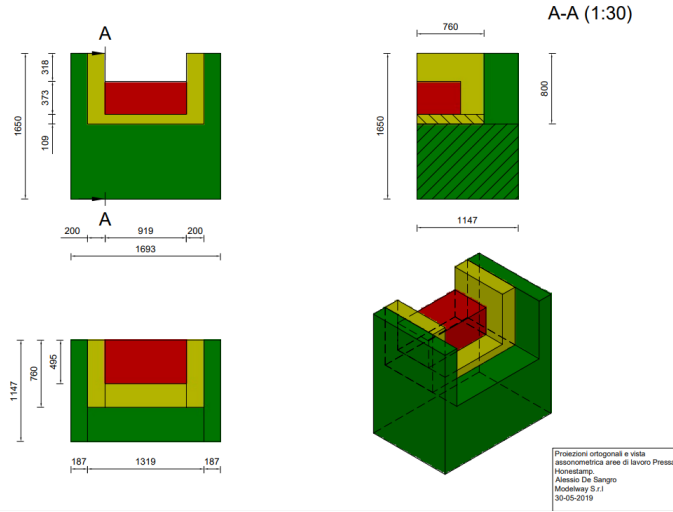 A-A (1:30)
A
760
318
373
109
1650
1650
800
A
200
919
200
1693
1147
1147
760
495
187
1319
187
Proiezioni ortogonali e vista
assonometrica aree di lavoro Pressa
Honestamp.
Alessio De Sangro
Modelway S.r.l
30-05-2019